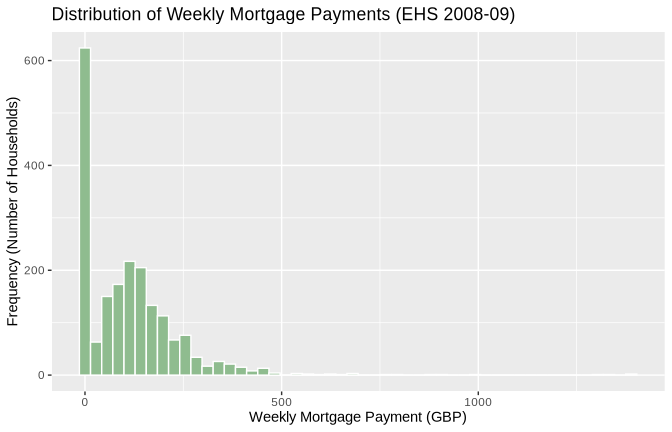 Distribution of Weekly Mortgage Payments (EHS 2008-09)
600
400
200
0
Frequency (Number of Households)
0 500 1000
Weekly Mortgage Payment (GBP)